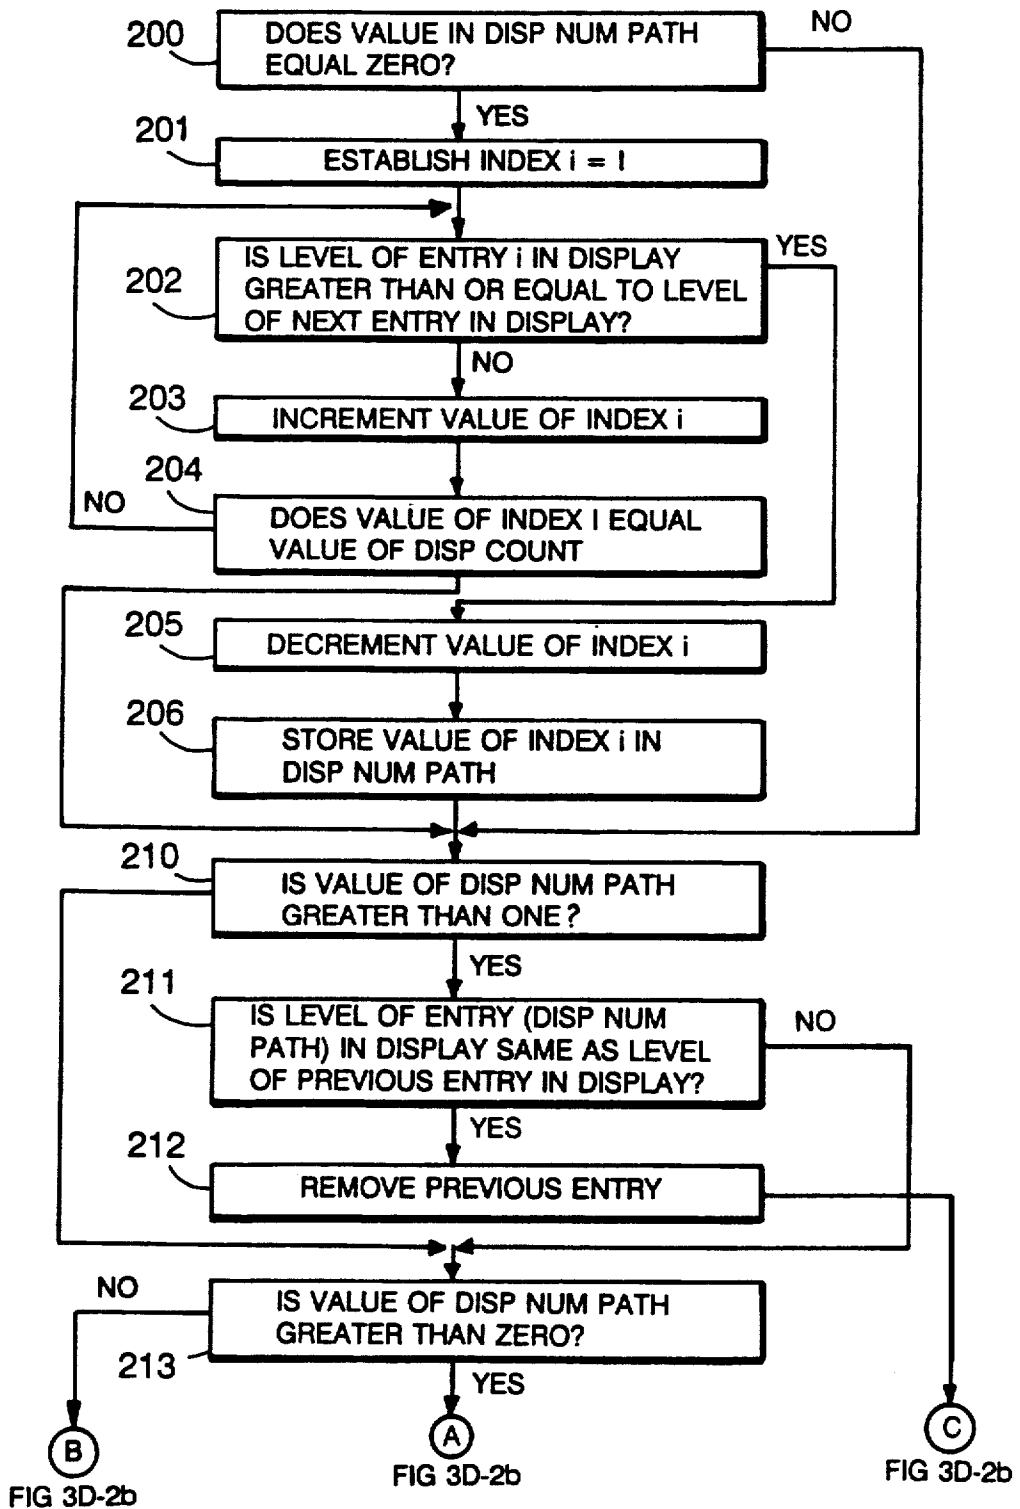 200
DOES VALUE IN DISP NUM PATH
EQUAL ZERO?
NO
YES
201
ESTABLISH INDEX i = I
202
IS LEVEL OF ENTRY i IN DISPLAY
GREATER THAN OR EQUAL TO LEVEL
OF NEXT ENTRY IN DISPLAY?
YES
NO
203
INCREMENT VALUE OF INDEX i
204
NO
DOES VALUE OF INDEX I EQUAL
VALUE OF DISP COUNT
205
DECREMENT VALUE OF INDEX i
206
STORE VALUE OF INDEX i IN
DISP NUM PATH
210
IS VALUE OF DISP NUM PATH
GREATER THAN ONE?
YES
211
IS LEVEL OF ENTRY (DISP NUM
PATH) IN DISPLAY SAME AS LEVEL
OF PREVIOUS ENTRY IN DISPLAY?
NO
YES
212
REMOVE PREVIOUS ENTRY
NO
IS VALUE OF DISP NUM PATH
GREATER THAN ZERO?
213
YES
B
FIG 3D-2b
A
FIG 3D-2b
C
FIG 3D-2b